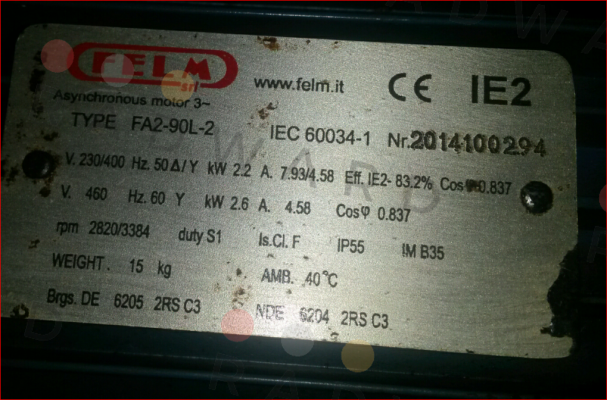 FELM
srl
www.felm.it
CE IE2
Asynchronous motor 3~
TYPE FA2-90L-2 IEC 60034-1 Nr.2014100294
V. 230/400 Hz. 50 Δ/Y kW 2.2 A. 7.93/4.58 Eff. IE2- 83.2% Cosφ 0.837
V. 460 Hz. 60 Y kW 2.6 A. 4.58 Cosφ 0.837
rpm 2820/3384 duty S1 Is.Cl. F IP55 IM B35
WEIGHT. 15 kg AMB. 40°C
Brgs. DE 6205 2RS C3 NDE 6204 2RS C3